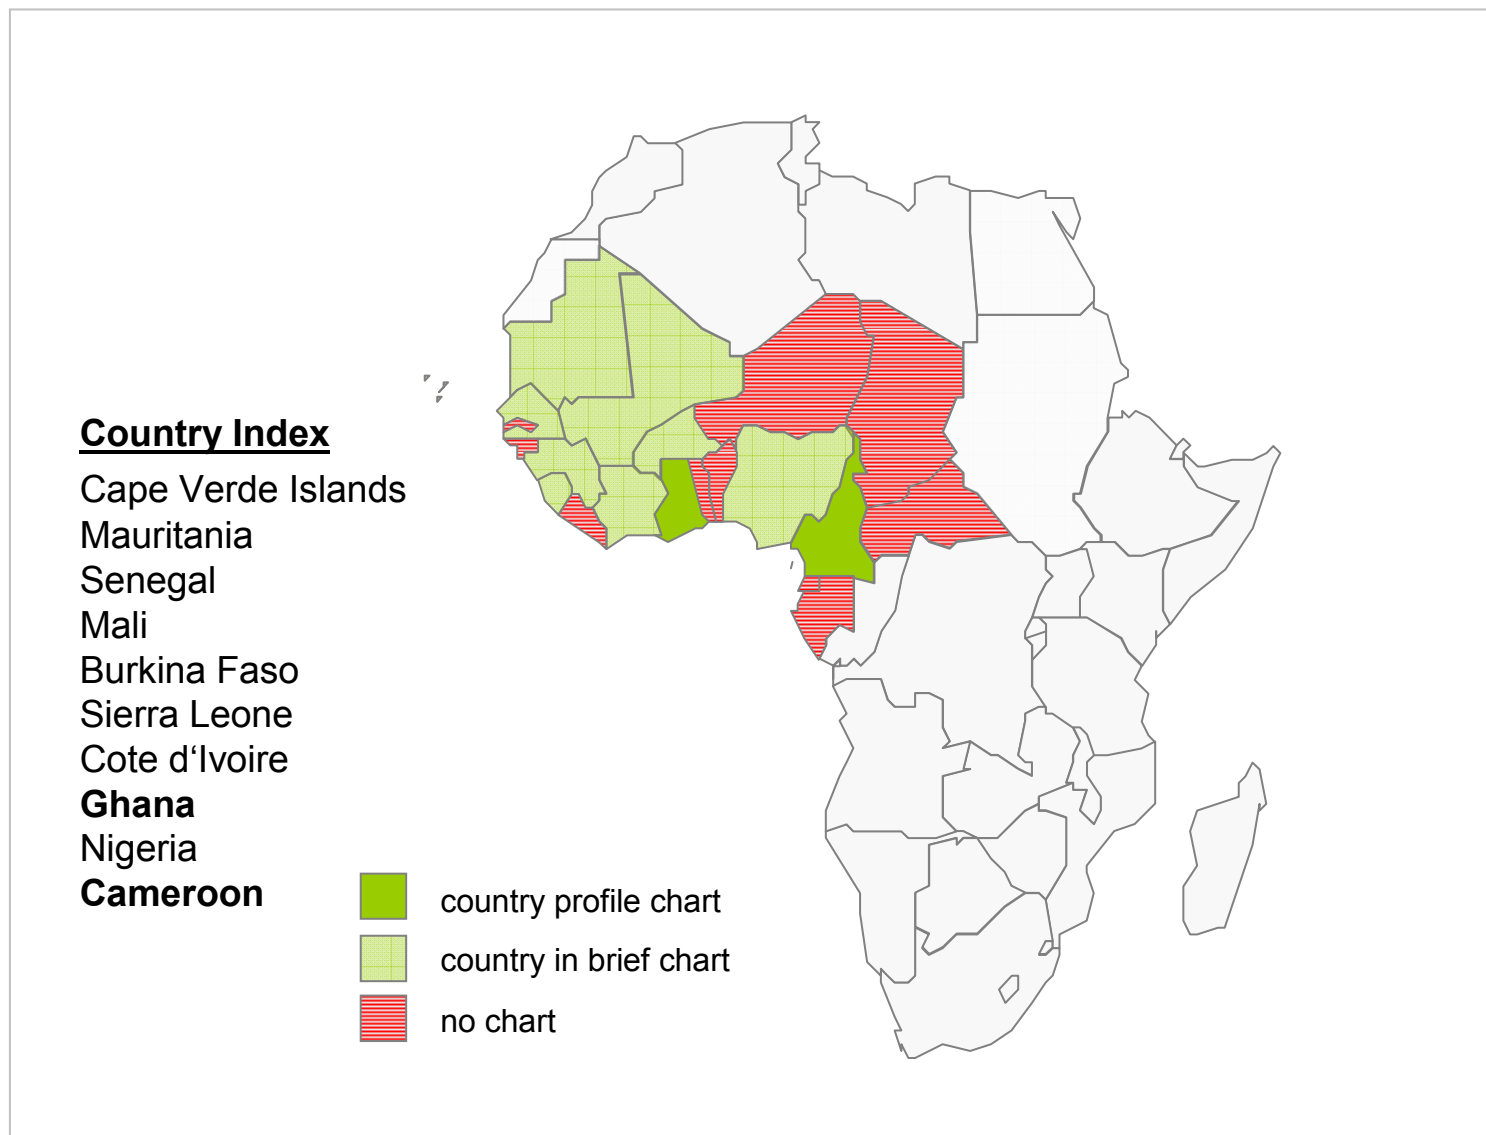 Country Index
Cape Verde Islands
Mauritania
Senegal
Mali
Burkina Faso
Sierra Leone
Cote d‘Ivoire
Ghana
Nigeria
Cameroon
country profile chart
country in brief chart
no chart